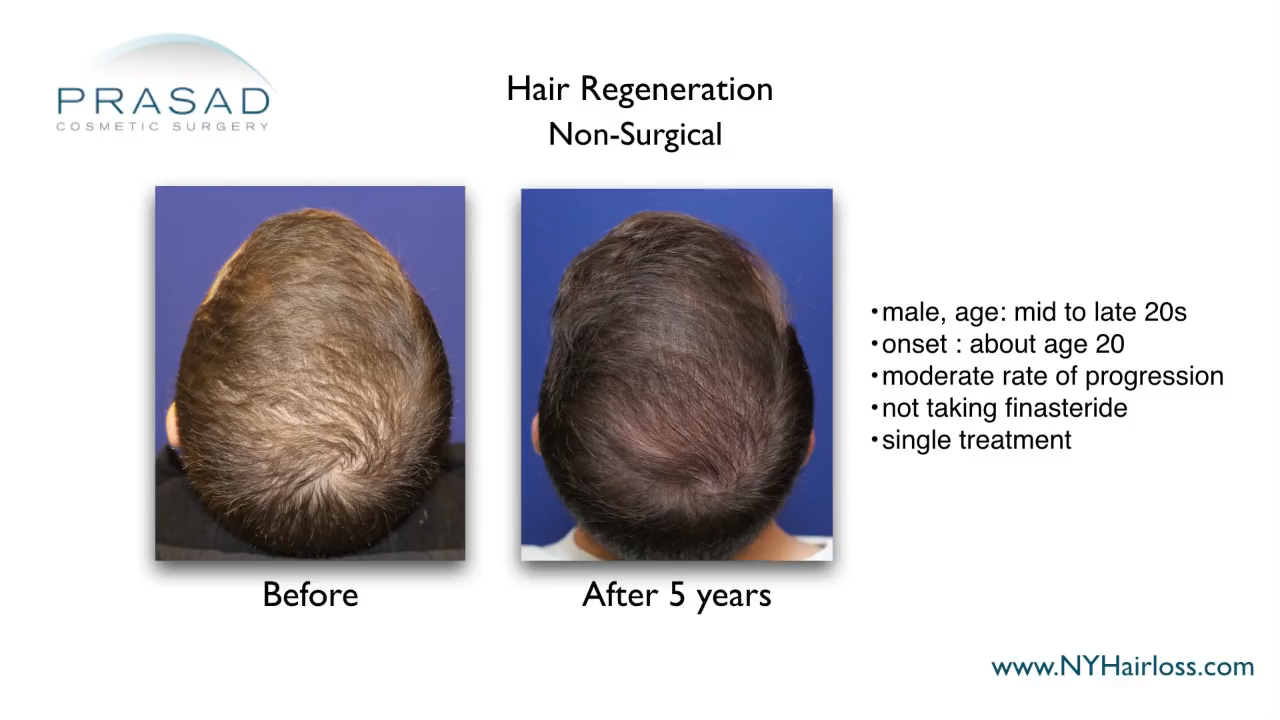 PRASAD
COSMETIC SURGERY
Hair Regeneration
Non-Surgical
•male, age: mid to late 20s
•onset : about age 20
•moderate rate of progression
•not taking finasteride
•single treatment
Before
After 5 years
www.NYHairloss.com